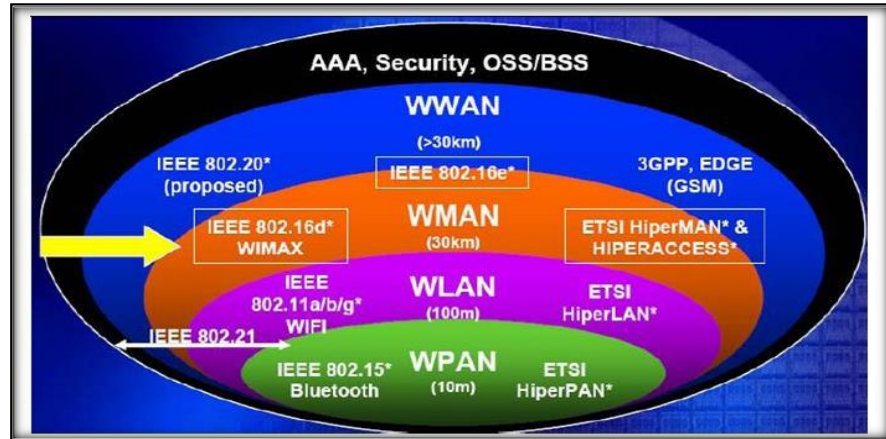 AAA, Security, OSS/BSS
WWAN
(>30km)
IEEE 802.20*
(proposed)
IEEE 802.16e*
3GPP, EDGE
(GSM)
WMAN
(30km)
IEEE 802.16d*
WIMAX
ETSI HiperMAN* &
HIPERACCESS*
WLAN
(100m)
IEEE
802.11a/b/g*
WIFI
ETSI
HiperLAN*
IEEE 802.21
WPAN
(10m)
IEEE 802.15*
Bluetooth
ETSI
HiperPAN*